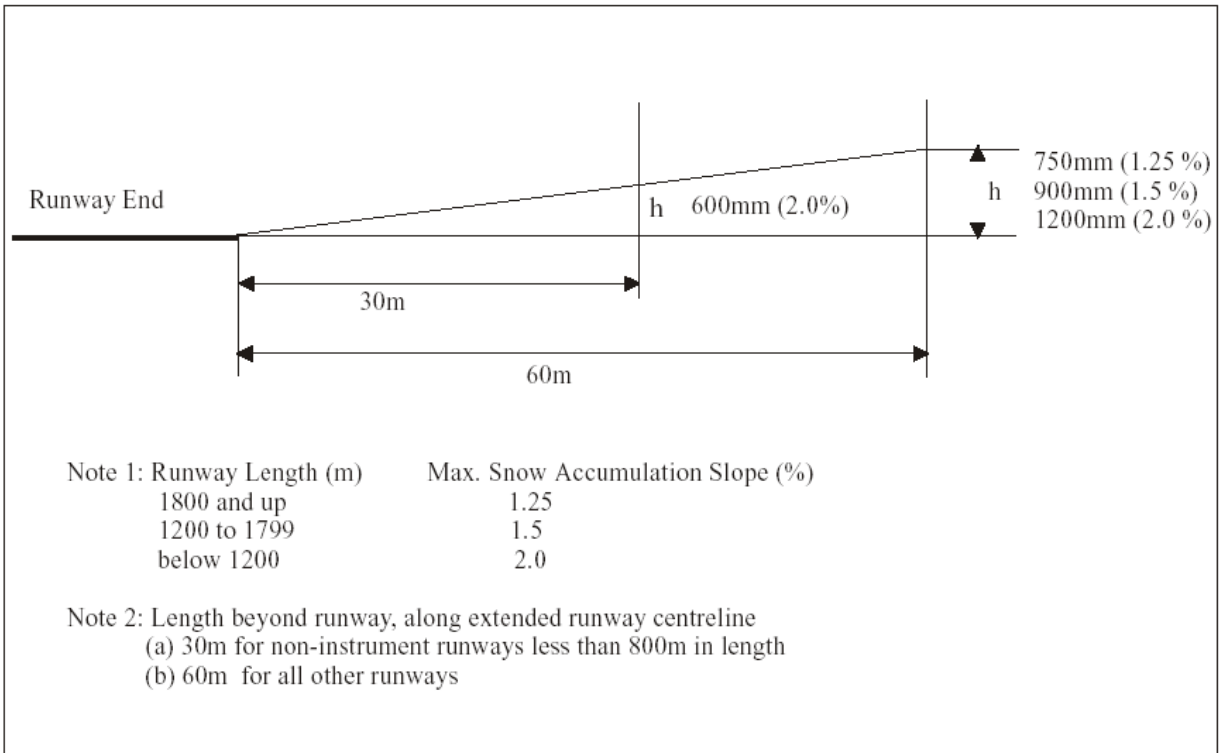 750mm (1.25 %)
Runway End
h 600mm (2.0%)
h 900mm (1.5 %)
1200mm (2.0 %)
30m
60m
Note 1: Runway Length (m) Max. Snow Accumulation Slope (%)
1800 and up 1.25
1200 to 1799 1.5
below 1200 2.0
Note 2: Length beyond runway, along extended runway centreline
(a) 30m for non-instrument runways less than 800m in length
(b) 60m for all other runways